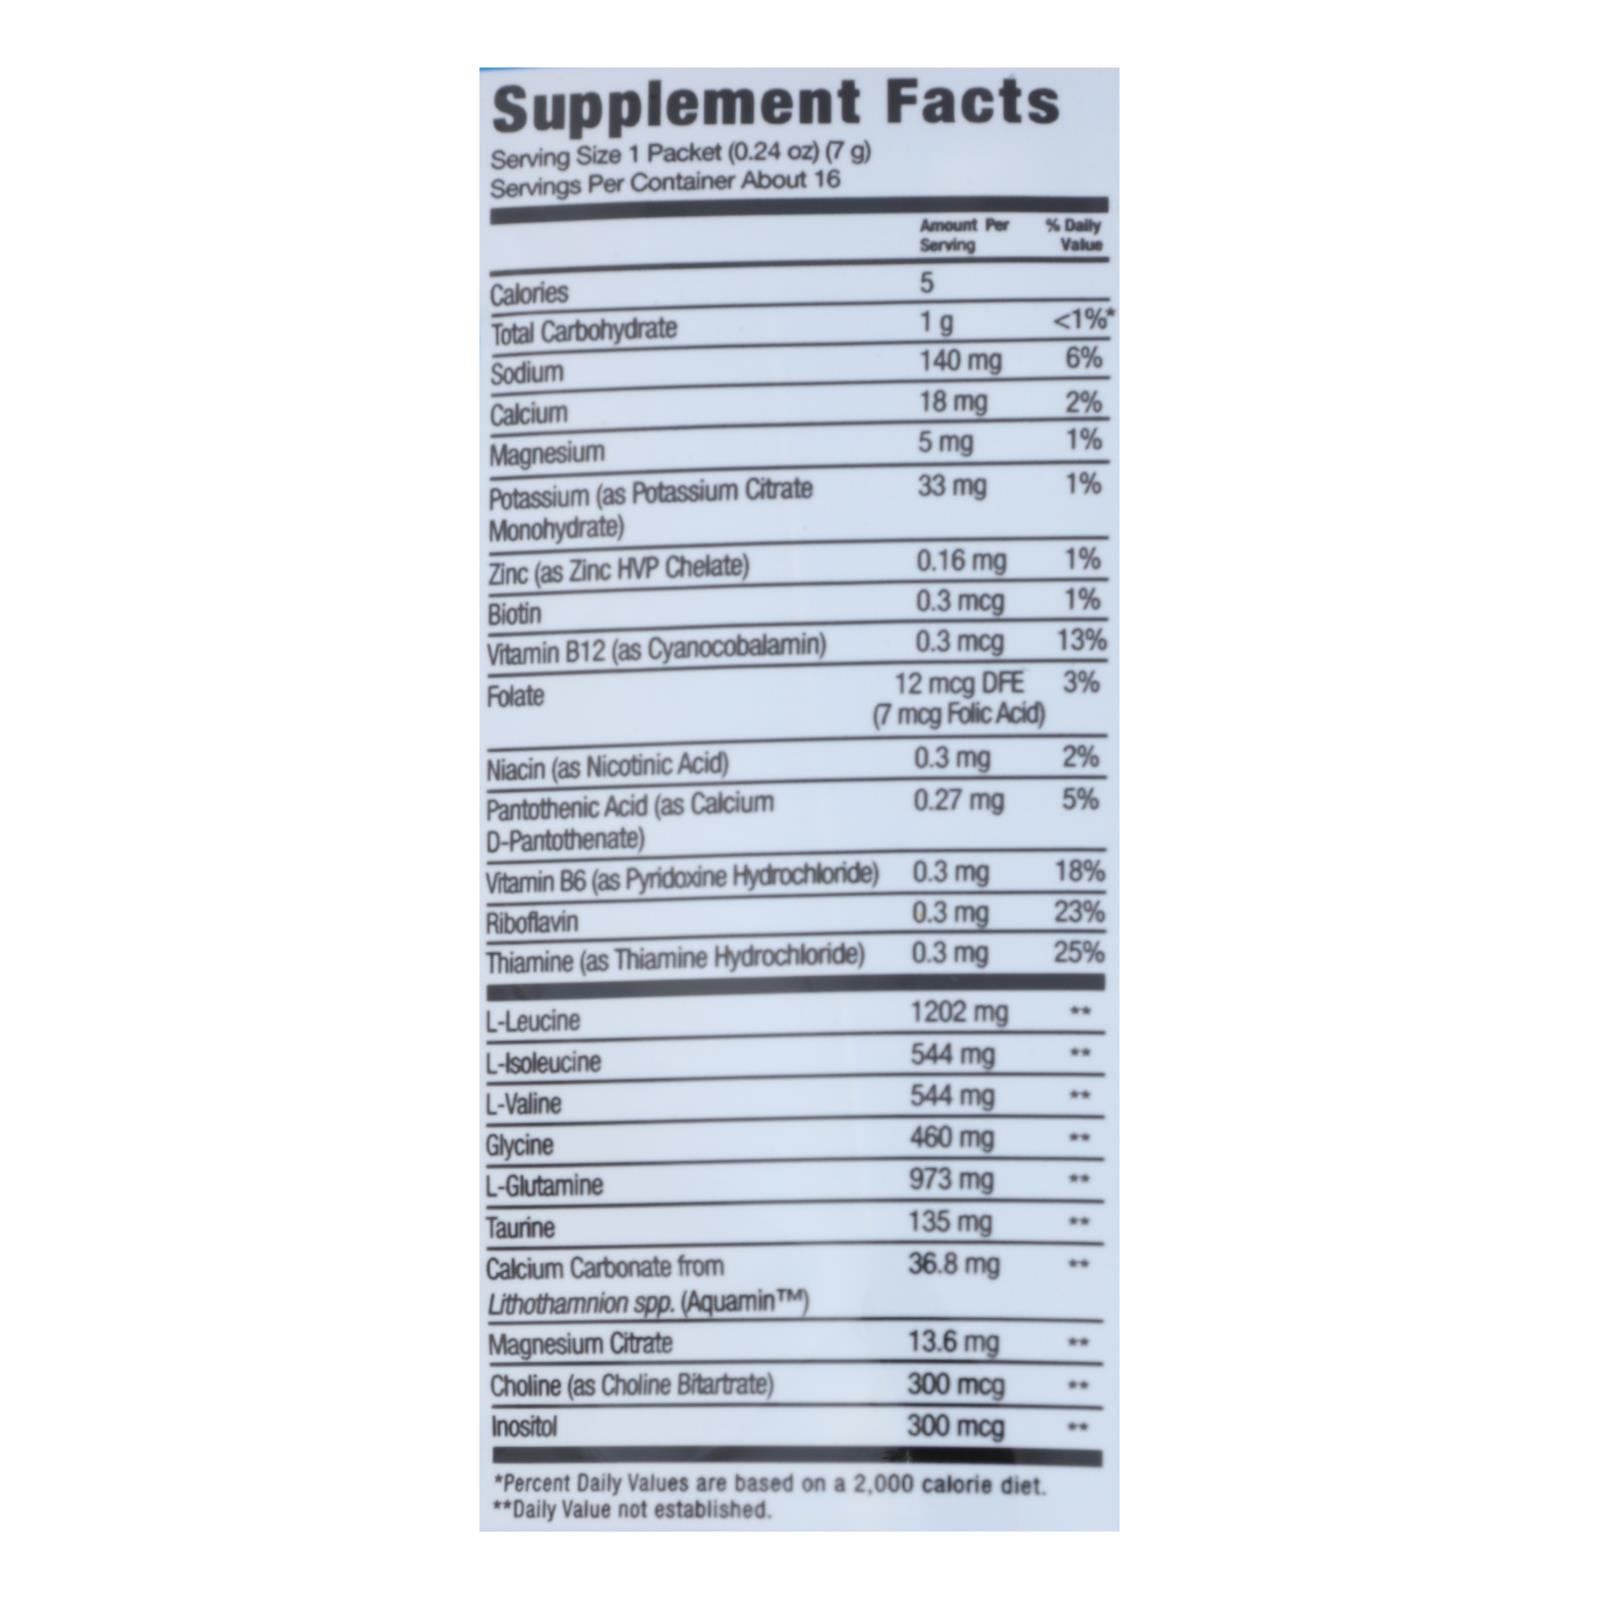 Supplement Facts
Serving Size 1 Packet (0.24 oz) (7 g)
Servings Per Container About 16
Amount Per Serving % Daily Value
Calories 5
Total Carbohydrate 1 g <1%*
Sodium 140 mg 6%
Calcium 18 mg 2%
Magnesium 5 mg 1%
Potassium (as Potassium Citrate 33 mg 1%
Monohydrate)
Zinc (as Zinc HVP Chelate) 0.16 mg 1%
Biotin 0.3 mcg 1%
Vitamin B12 (as Cyanocobalamin) 0.3 mcg 13%
Folate 12 mcg DFE 3%
(7 mcg Folic Acid)
Niacin (as Nicotinic Acid) 0.3 mg 2%
Pantothenic Acid (as Calcium 0.27 mg 5%
D-Pantothenate)
Vitamin B6 (as Pyridoxine Hydrochloride) 0.3 mg 18%
Riboflavin 0.3 mg 23%
Thiamine (as Thiamine Hydrochloride) 0.3 mg 25%
L-Leucine 1202 mg **
L-Isoleucine 544 mg **
L-Valine 544 mg **
Glycine 460 mg **
L-Glutamine 973 mg **
Taurine 135 mg **
Calcium Carbonate from 36.8 mg **
Lithothamnion spp. (Aquamin™)
Magnesium Citrate 13.6 mg **
Choline (as Choline Bitartrate) 300 mcg **
Inositol 300 mcg **
*Percent Daily Values are based on a 2,000 calorie diet.
**Daily Value not established.